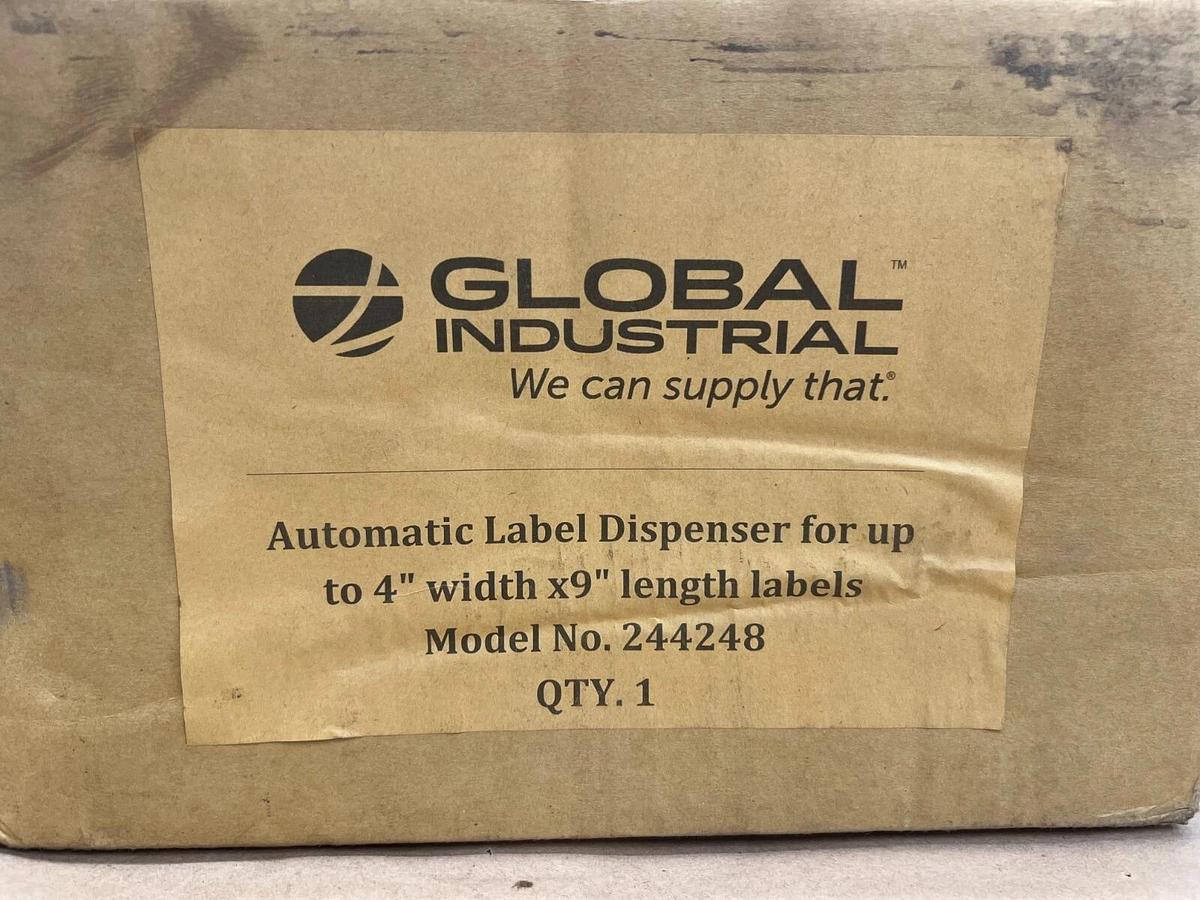 GLOBAL™
INDUSTRIAL
We can supply that.®
Automatic Label Dispenser for up
to 4" width x9" length labels
Model No. 244248
QTY. 1